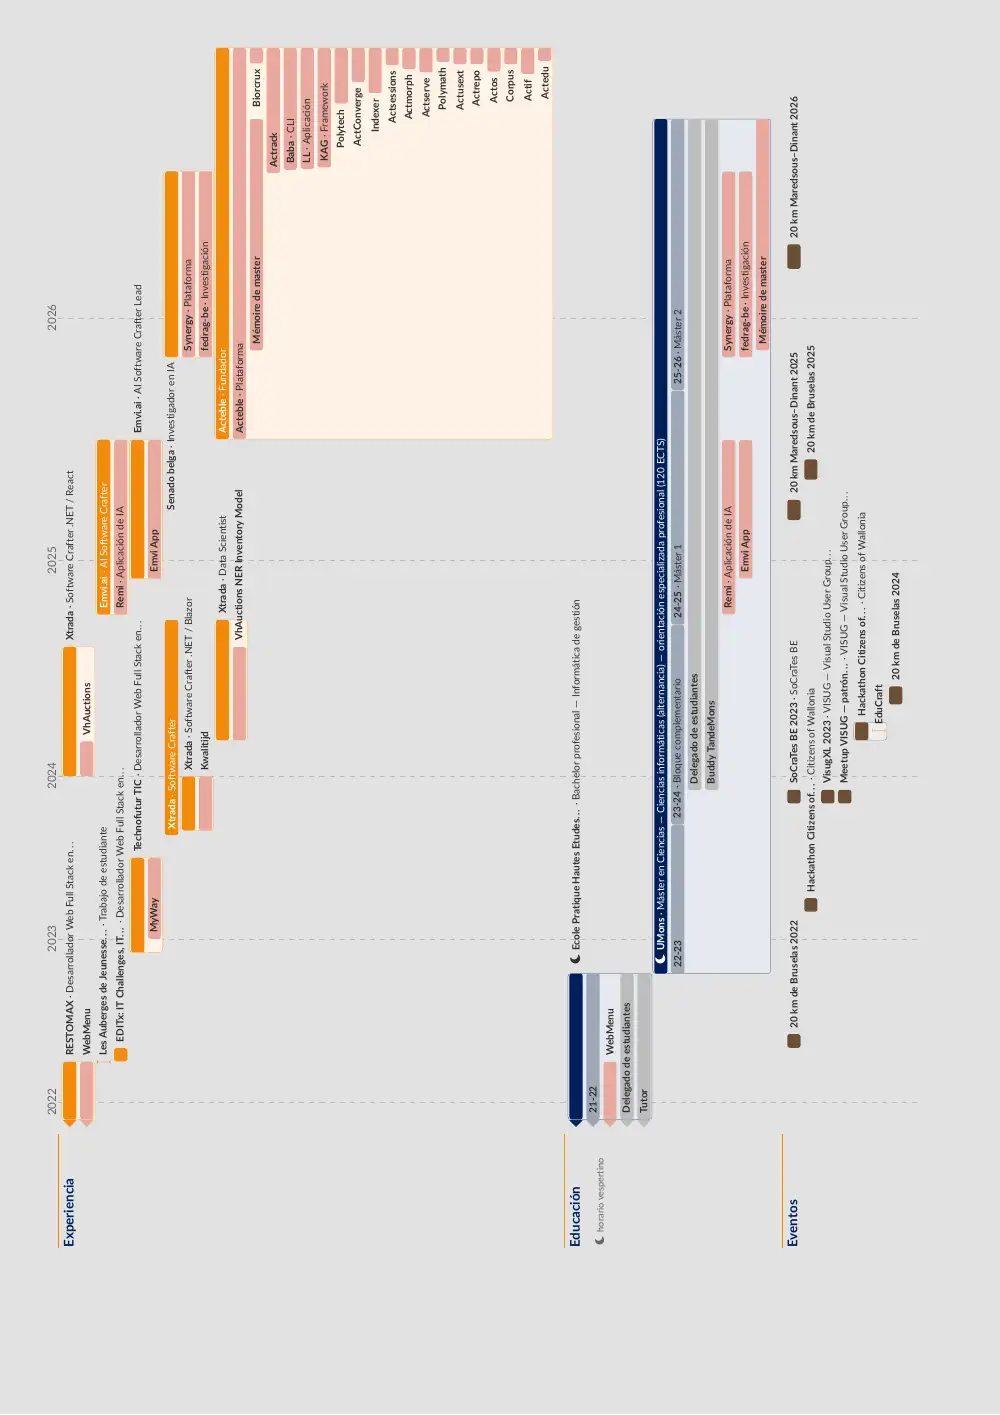 2022
2023
2024
2025
2026
Experiencia
RESTOMAX · Desarrollador Web Full Stack en…
WebMenu
Les Auberges de Jeunesse… · Trabajo de estudiante
EDITx: IT Challenges, IT… · Desarrollador Web Full Stack en…
Technofutur TIC · Desarrollador Web Full Stack en…
MyWay
Xtrada · Software Crafter .NET / React
VhAuctions
Emvi.ai · AI Software Crafter
Remi · Aplicación de IA
Emvi.ai · AI Software Crafter Lead
Emvi App
Xtrada · Software Crafter
Xtrada · Software Crafter .NET / Blazor
Kwalitijd
Senado belga · Investigador en IA
Synergy · Plataforma
fedrag-be · Investigación
Xtrada · Data Scientist
VhAuctions NER Inventory Model
Acteble · Fundador
Acteble · Plataforma
Mémoire de master
Biorcrux
Actrack
Baba · CLI
LL · Aplicación
KAG · Framework
Polytech
ActConverge
Indexer
Actsessions
Actmorph
Actserve
Polymath
Actusext
Actrepo
Actos
Corpus
Actif
Actedu
Educación
horario vespertino
Ecole Pratique Hautes Etudes… · Bachelor profesional — Informática de gestión
21-22
WebMenu
Delegado de estudiantes
Tutor
UMons · Máster en Ciencias — Ciencias informáticas (alternancia) — orientación especializada profesional (120 ECTS)
22-23
23-24 · Bloque complementario
24-25 · Máster 1
25-26 · Máster 2
Delegado de estudiantes
Buddy TandeMons
Remi · Aplicación de IA
Synergy · Plataforma
Emvi App
fedrag-be · Investigación
Mémoire de master
Eventos
20 km de Bruselas 2022
SoCraTes BE 2023 · SoCraTes BE
20 km Maredsous–Dinant 2025
20 km Maredsous–Dinant 2026
Hackathon Citizens of… · Citizens of Wallonia
20 km de Bruselas 2025
VisugXL 2023 · VISUG — Visual Studio User Group…
Meetup VISUG — patrón… · VISUG — Visual Studio User Group…
Hackathon Citizens of… · Citizens of Wallonia
EduCraft
20 km de Bruselas 2024